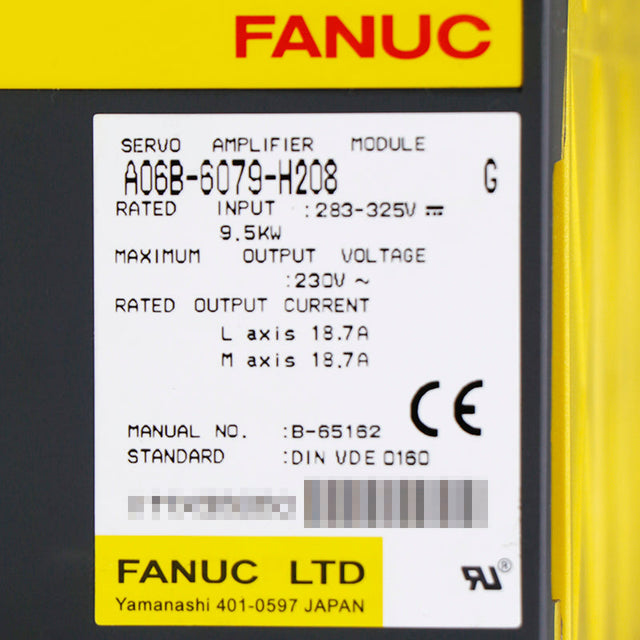 FANUC
SERVO AMPLIFIER MODULE
A06B-6079-H208 G
RATED INPUT :283-325V ⎓
9.5KW
MAXIMUM OUTPUT VOLTAGE
:230V ~
RATED OUTPUT CURRENT
L axis 18.7A
M axis 18.7A
CE
MANUAL NO. :B-65162
STANDARD :DIN VDE 0160
FANUC LTD
Yamanashi 401-0597 JAPAN
RU®